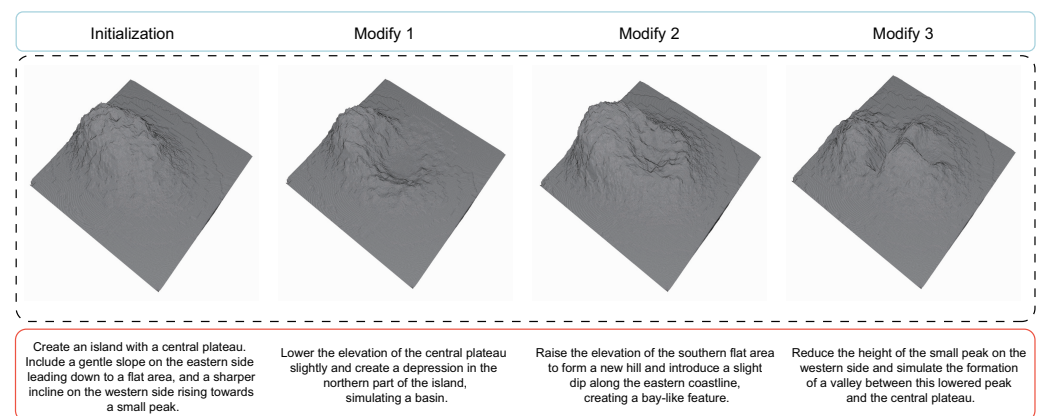 Initialization
Modify 1
Modify 2
Modify 3
Create an island with a central plateau.
Include a gentle slope on the eastern side
leading down to a flat area, and a sharper
incline on the western side rising towards
a small peak.
Lower the elevation of the central plateau
slightly and create a depression in the
northern part of the island,
simulating a basin.
Raise the elevation of the southern flat area
to form a new hill and introduce a slight
dip along the eastern coastline,
creating a bay-like feature.
Reduce the height of the small peak on the
western side and simulate the formation
of a valley between this lowered peak
and the central plateau.